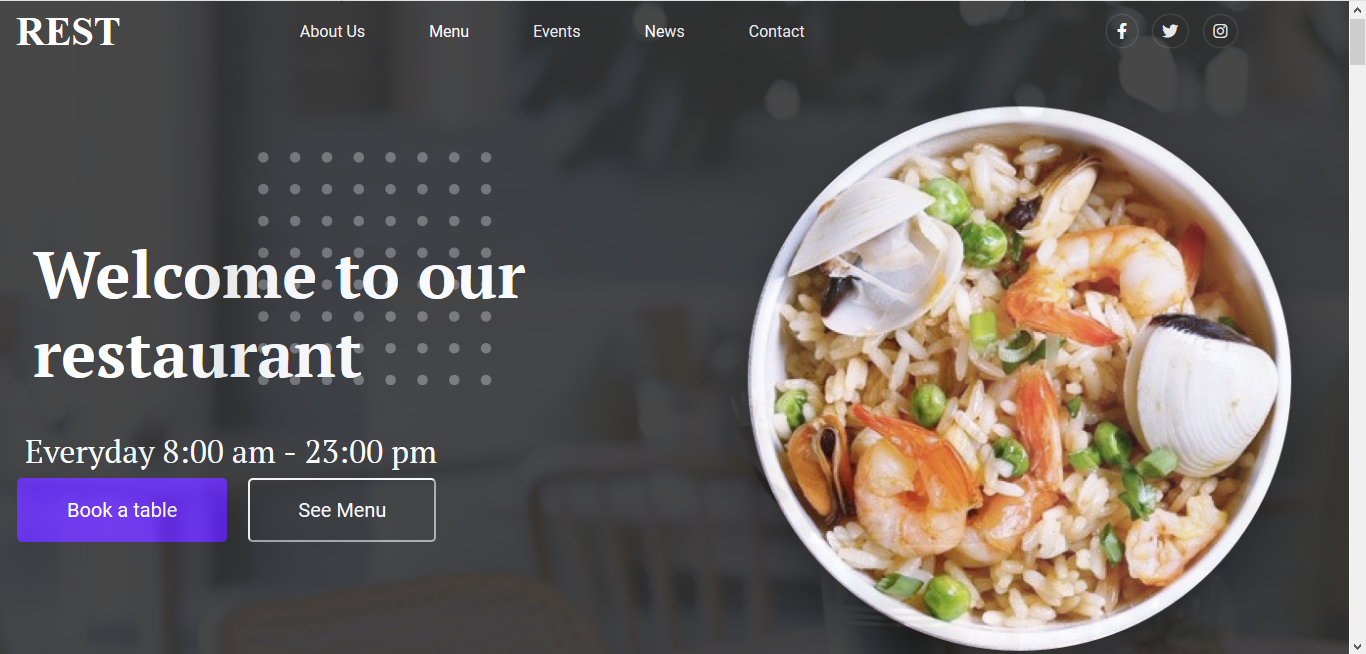 REST
About Us
Menu
Events
News
Contact
Welcome to our
restaurant
Everyday 8:00 am - 23:00 pm
Book a table
See Menu